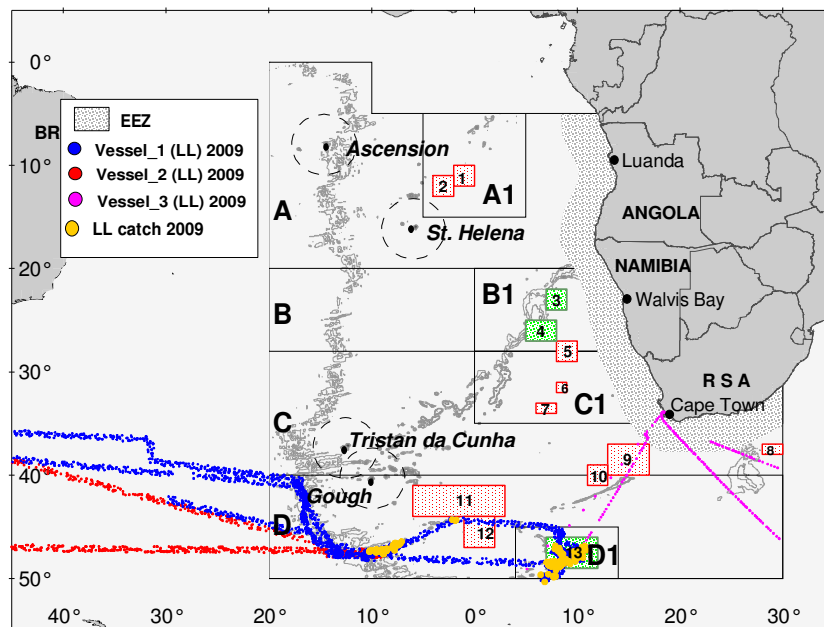 0°
10°
20°
30°
40°
50°
BR
EEZ
Vessel_1 (LL) 2009
Vessel_2 (LL) 2009
Vessel_3 (LL) 2009
LL catch 2009
Ascension
1
2
A1
A
St. Helena
Luanda
ANGOLA
NAMIBIA
Walvis Bay
B
B1
3
4
5
6
7
C1
C
R S A
Cape Town
Tristan da Cunha
8
9
10
Gough
11
12
D
13
D1
40°
30°
20°
10°
0°
10°
20°
30°